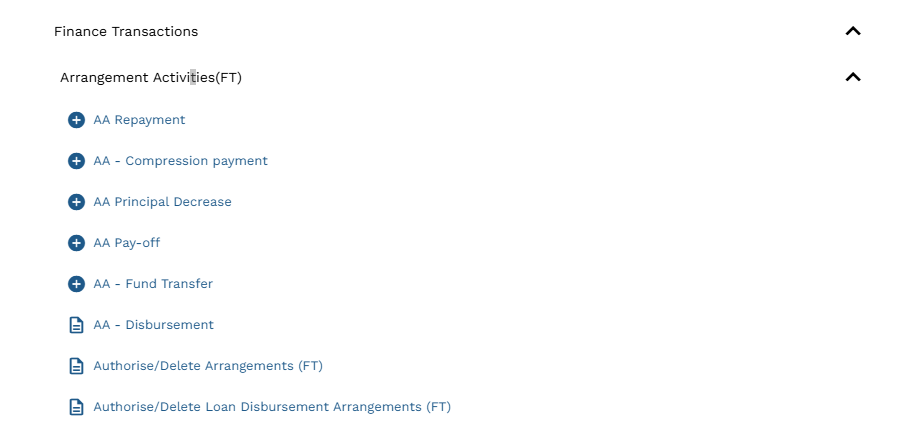 Finance Transactions
Arrangement Activities(FT)
AA Repayment
AA - Compression payment
AA Principal Decrease
AA Pay-off
AA - Fund Transfer
AA - Disbursement
Authorise/Delete Arrangements (FT)
Authorise/Delete Loan Disbursement Arrangements (FT)